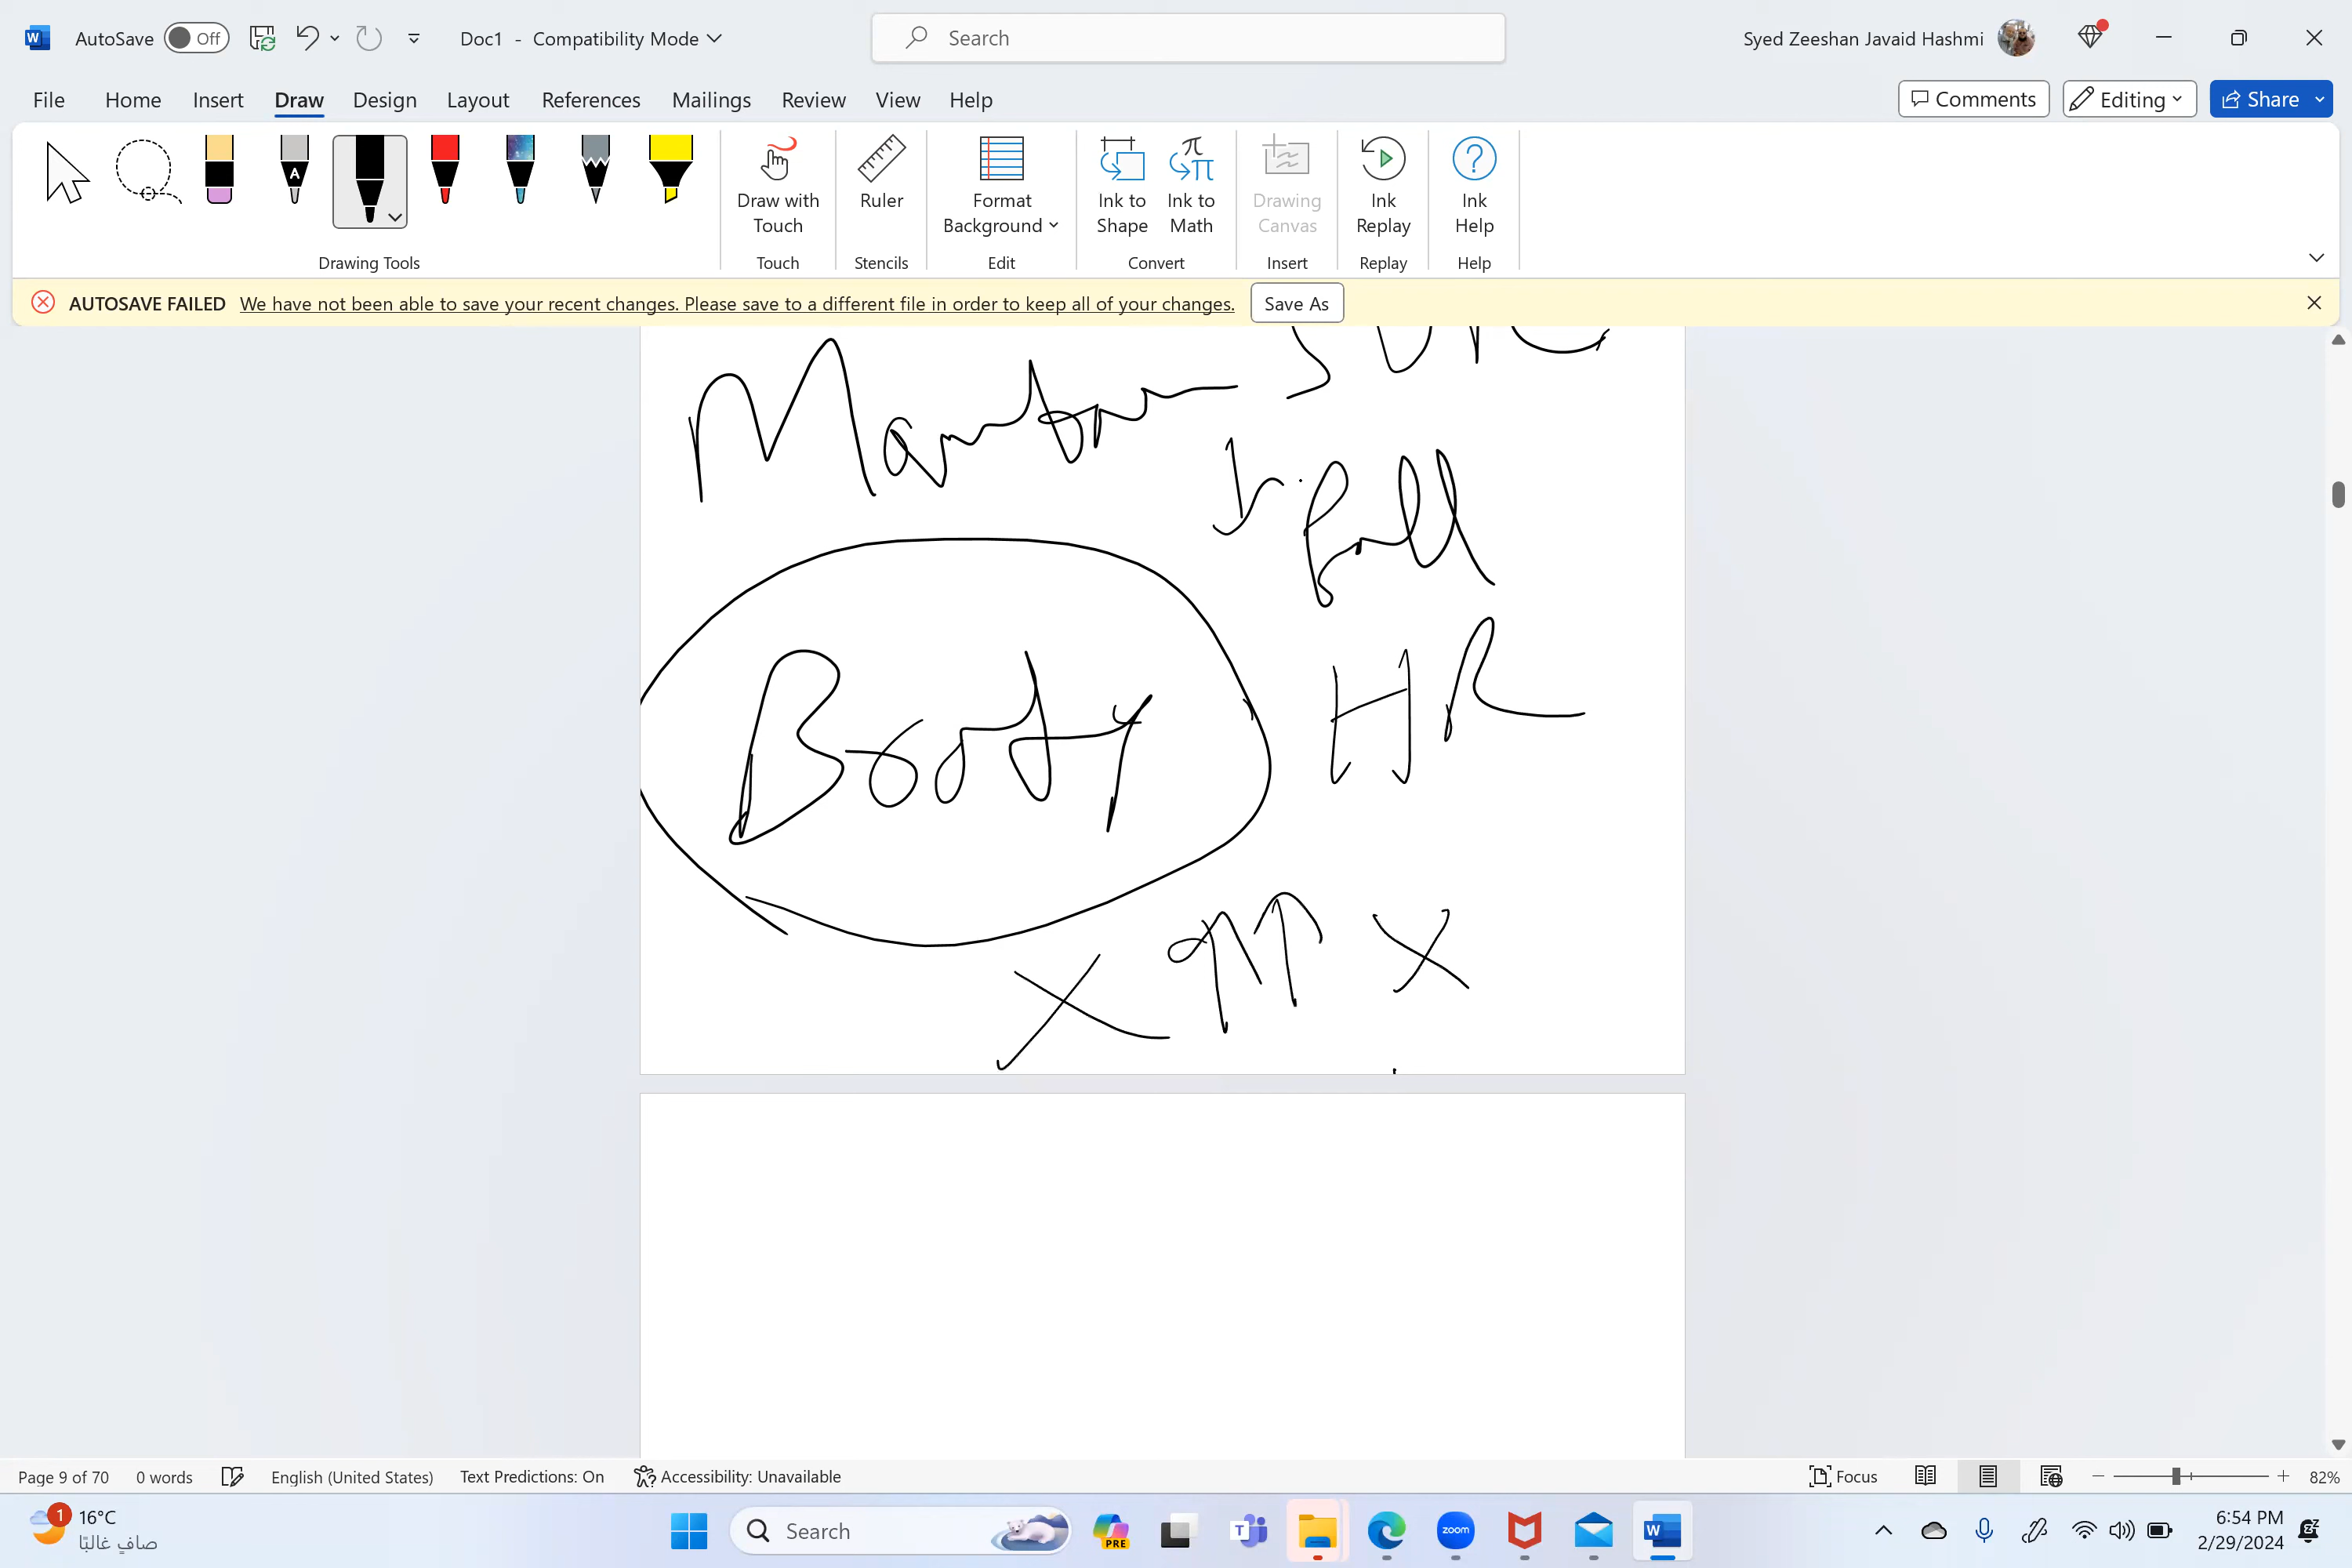 AutoSave Off Doc1 - Compatibility Mode Search Syed Zeeshan Javaid Hashmi
File Home Insert Draw Design Layout References Mailings Review View Help Comments Editing Share
A
Draw with Touch Ruler Format Background Ink to Shape Ink to Math Drawing Canvas Ink Replay Ink Help
Drawing Tools Touch Stencils Edit Convert Insert Replay Help
AUTOSAVE FAILED We have not been able to save your recent changes. Please save to a different file in order to keep all of your changes. Save As
Body HR
X ↑↑ X
Page 9 of 70 0 words English (United States) Text Predictions: On Accessibility: Unavailable Focus 82%
1 16°C Search PRE T zoom W 6:54 PM
صافٍ غالبًا 2/29/2024